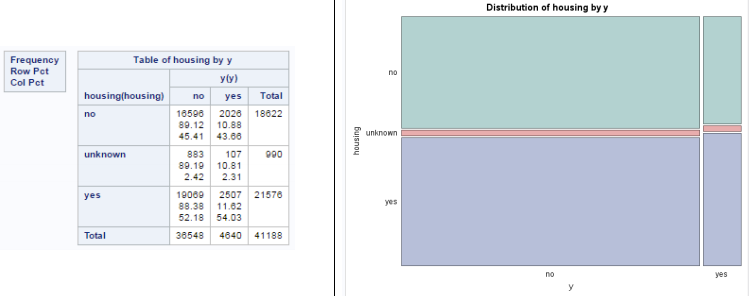 Frequency
Row Pct
Col Pct
Table of housing by y
y(y)
housing(housing) no yes Total
no 16596 2026 18622
89.12 10.88
45.41 43.66
unknown 883 107 990
89.19 10.81
2.42 2.31
yes 19069 2507 21576
88.38 11.62
52.18 54.03
Total 36548 4640 41188
Distribution of housing by y
no
unknown
yes
housing
no yes
y